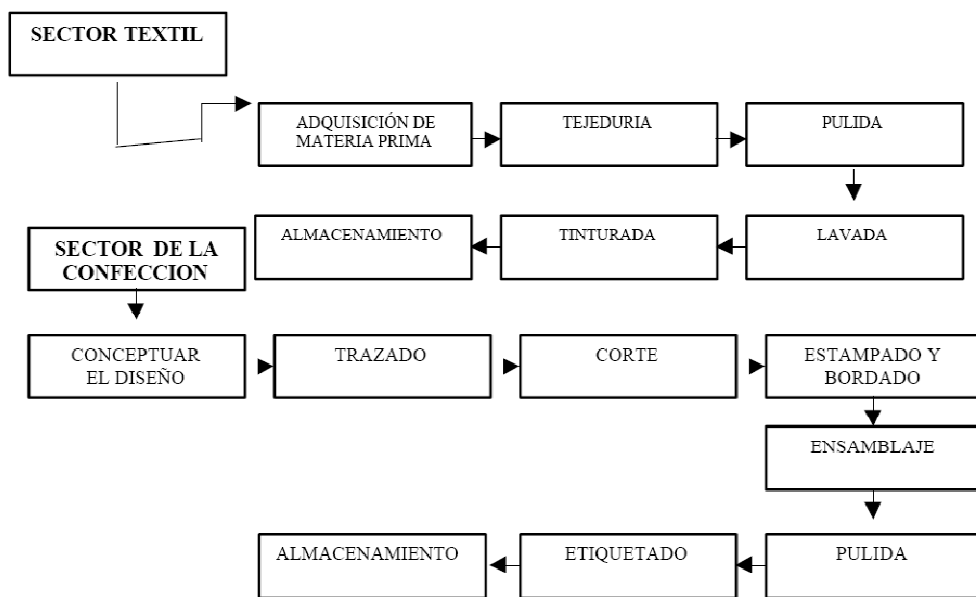 SECTOR TEXTIL
ADQUISICIÓN DE
MATERIA PRIMA
TEJEDURIA
PULIDA
ALMACENAMIENTO
TINTURADA
LAVADA
SECTOR DE LA
CONFECCION
CONCEPTUAR
EL DISEÑO
TRAZADO
CORTE
ESTAMPADO Y
BORDADO
ENSAMBLAJE
ALMACENAMIENTO
ETIQUETADO
PULIDA